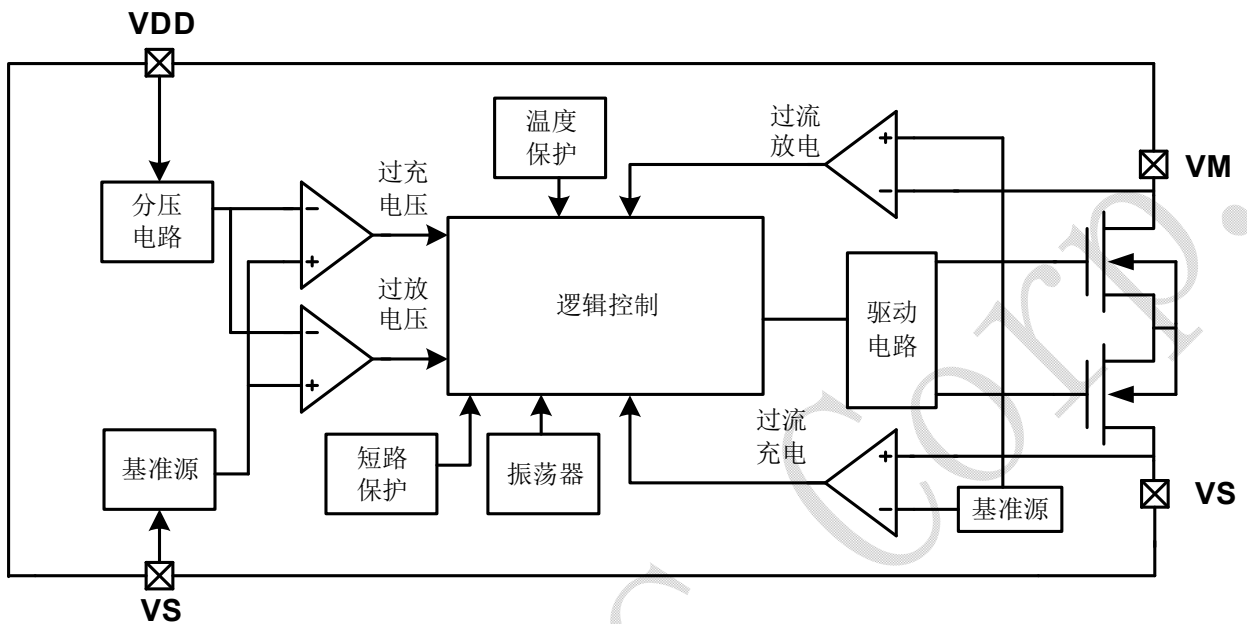 VDD
温度
保护
过流
放电
+
-
VM
分压
电路
过充
电压
-
+
过放
电压
-
+
逻辑控制
驱动
电路
基准源
短路
保护
振荡器
过流
充电
+
-
基准源
VS
VS
Corp.